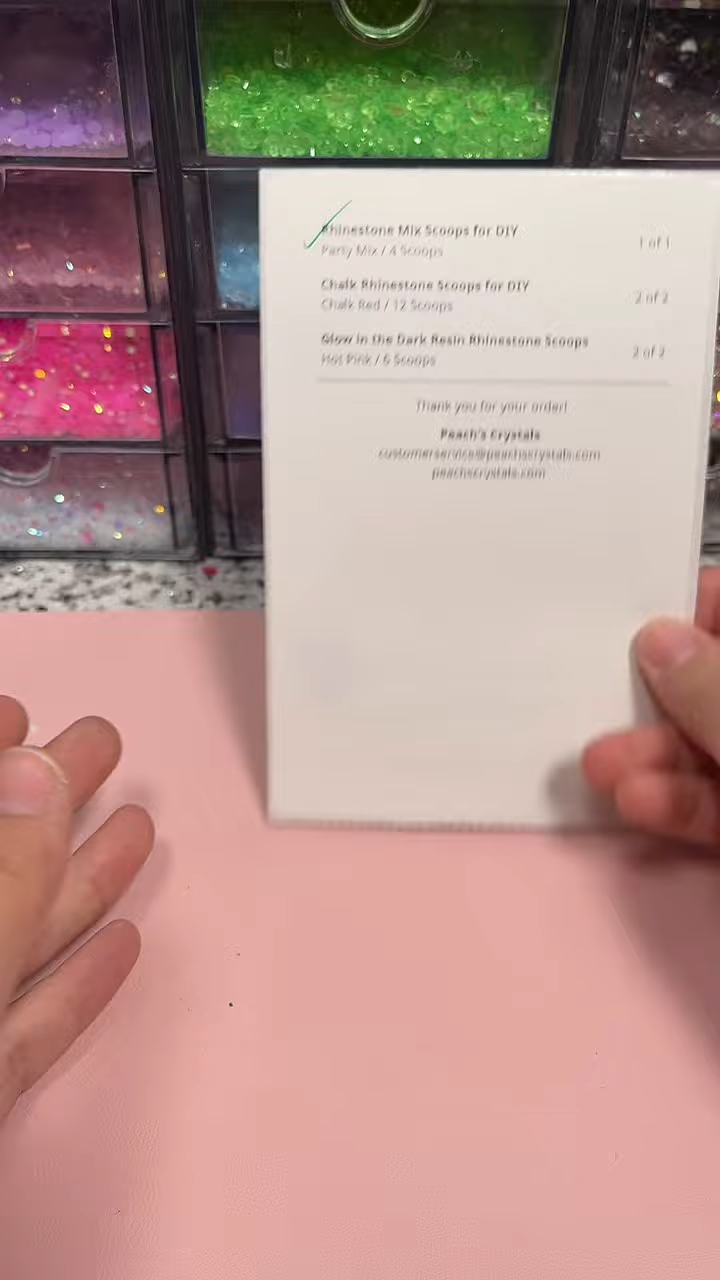 Rhinestone Mix Scoops for DIY 1 of 1
Party Mix / 4 Scoops
Chalk Rhinestone Scoops for DIY 2 of 2
Chalk Red / 12 Scoops
Glow in the Dark Resin Rhinestone Scoops 2 of 2
Hot Pink / 6 Scoops
Thank you for your order!
Peach's Crystals
customerservice@peachscrystals.com
peachscrystals.com